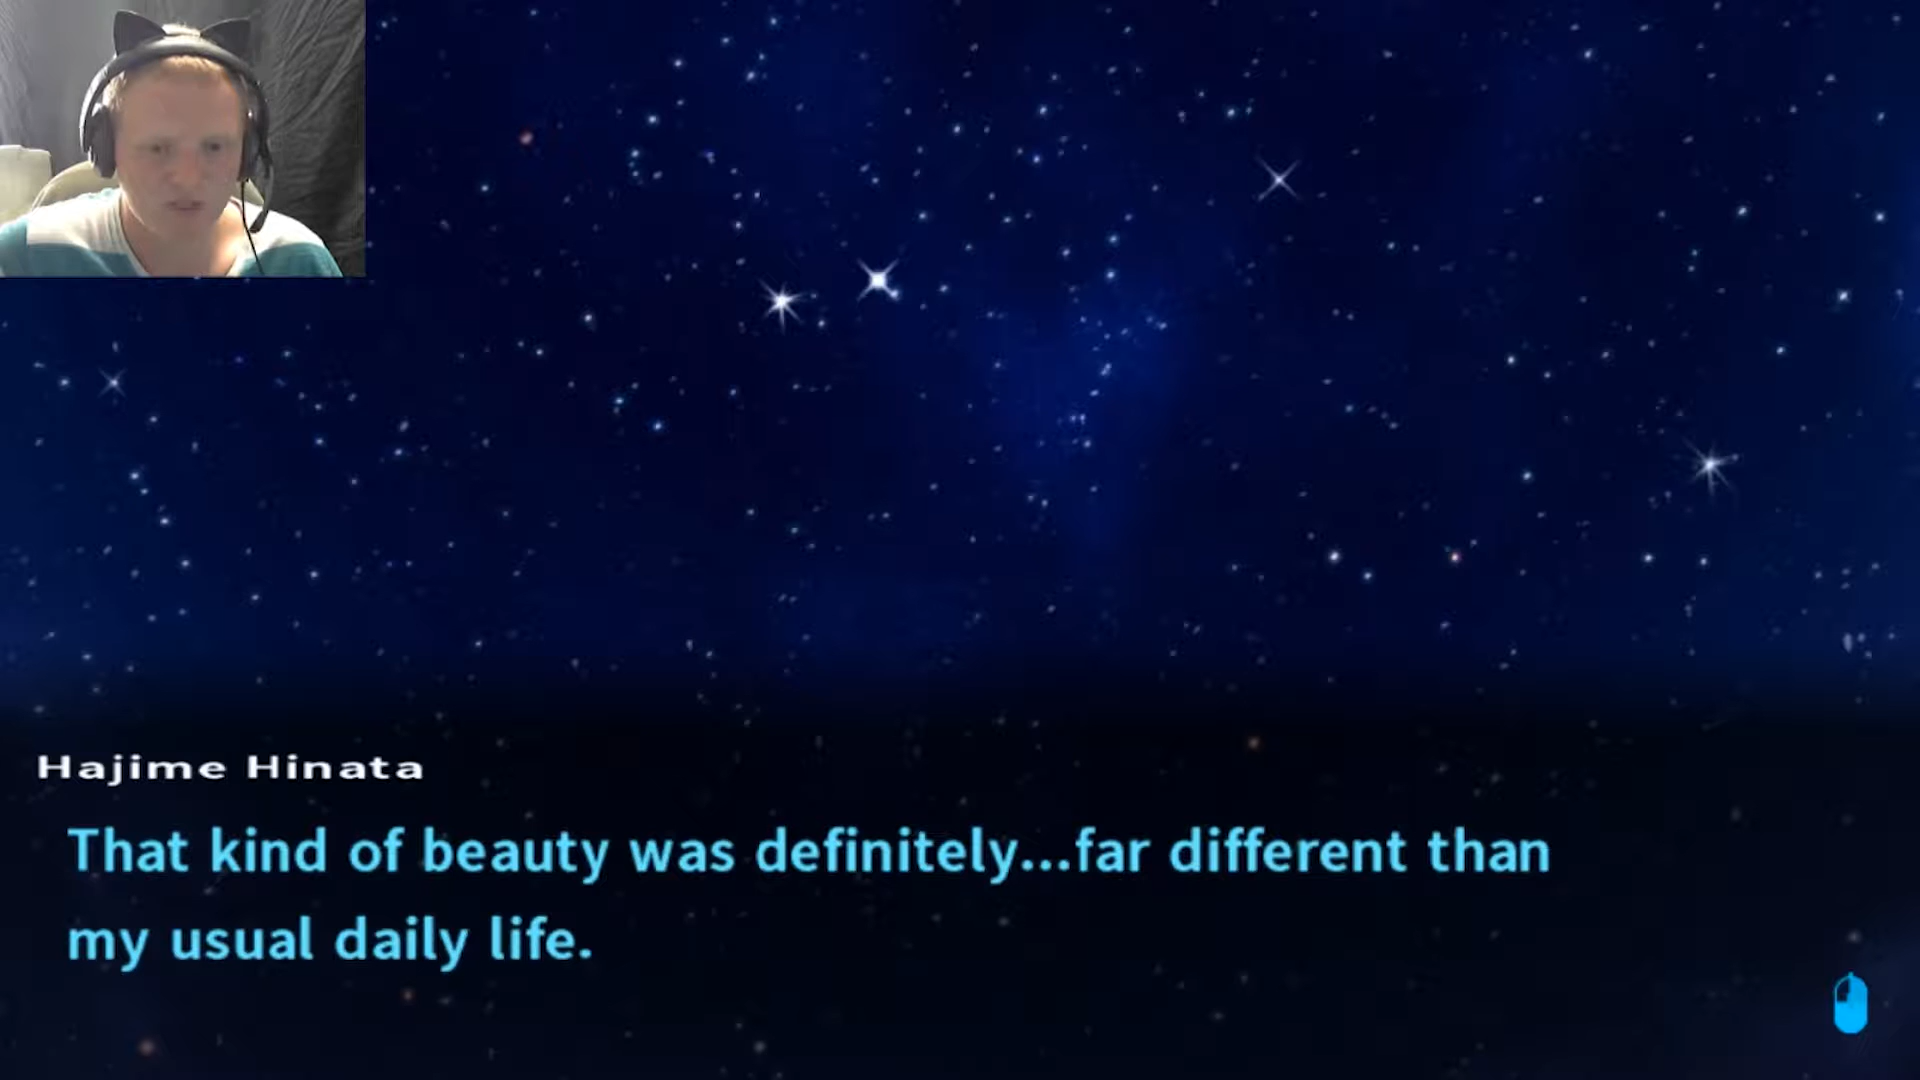 Hajime Hinata
That kind of beauty was definitely...far different than
my usual daily life.